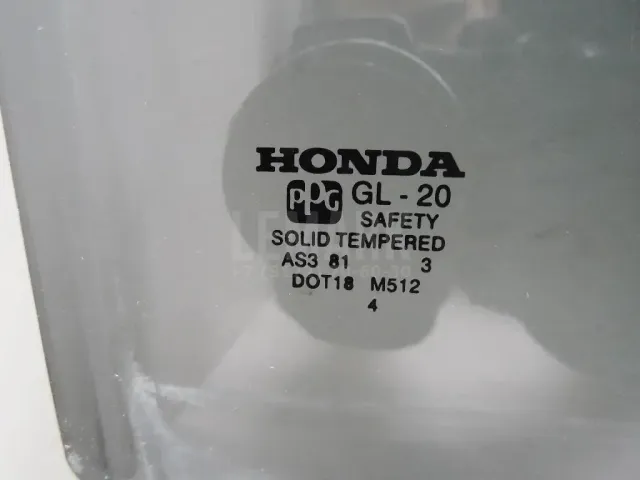 HONDA
PPG GL - 20
SAFETY
SOLID TEMPERED
AS3 81 3
DOT18 M512
4